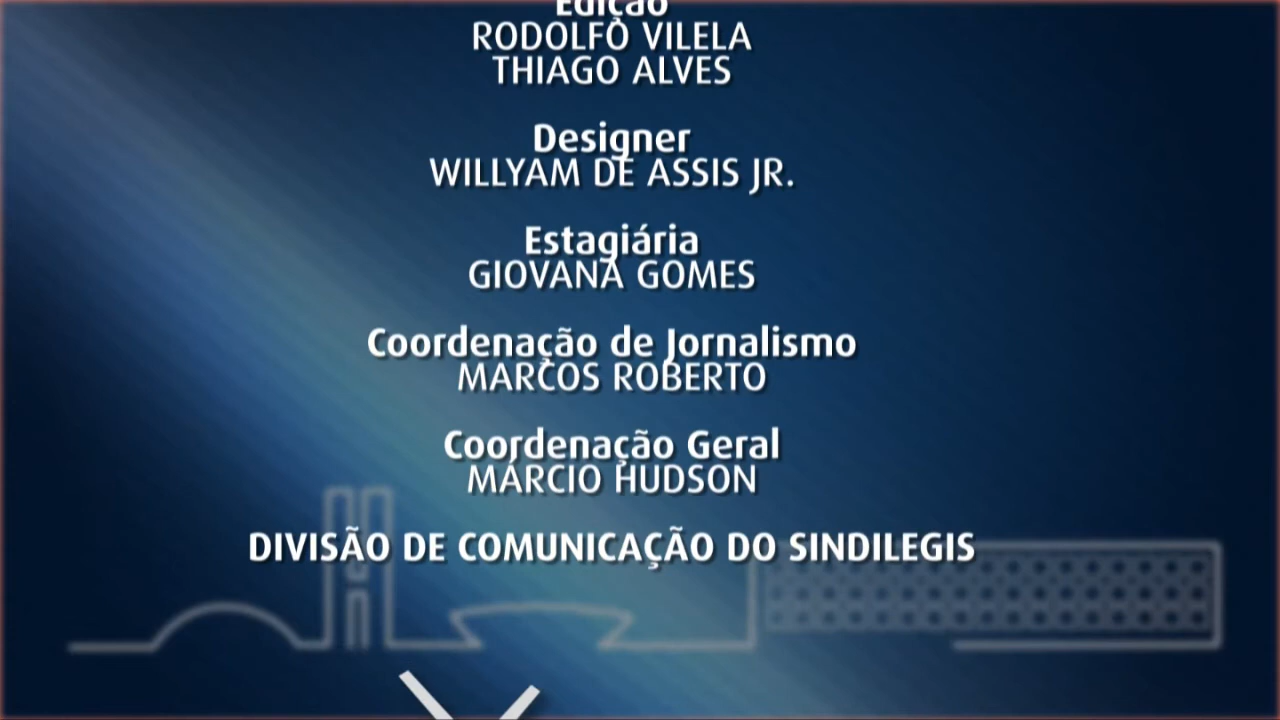 Edição
RODOLFO VILELA
THIAGO ALVES
Designer
WILLYAM DE ASSIS JR.
Estagiária
GIOVANA GOMES
Coordenação de Jornalismo
MARCOS ROBERTO
Coordenação Geral
MÁRCIO HUDSON
DIVISÃO DE COMUNICAÇÃO DO SINDILEGIS